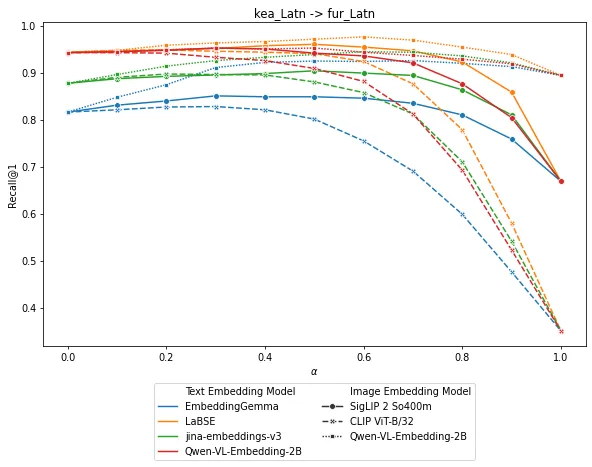 kea_Latn -> fur_Latn
Recall@1
1.0
0.9
0.8
0.7
0.6
0.5
0.4
0.0 0.2 0.4 0.6 0.8 1.0
α
Text Embedding Model
EmbeddingGemma
LaBSE
jina-embeddings-v3
Qwen-VL-Embedding-2B
Image Embedding Model
SigLIP 2 So400m
CLIP ViT-B/32
Qwen-VL-Embedding-2B